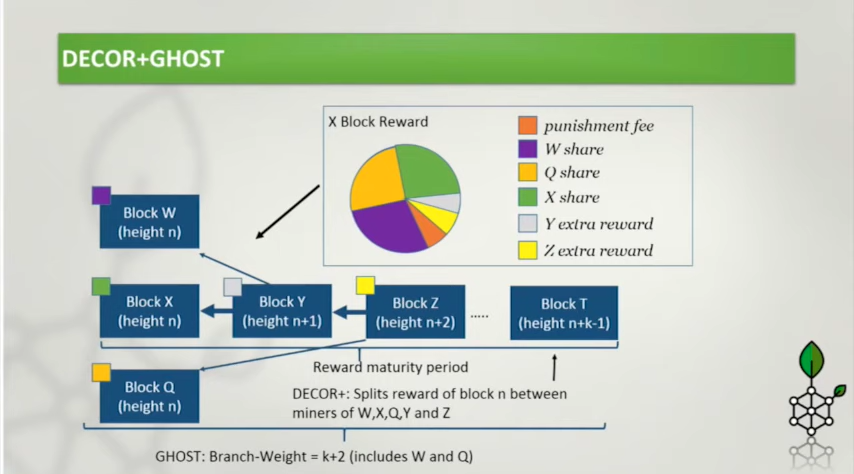 DECOR+GHOST
X Block Reward
punishment fee
W share
Q share
X share
Y extra reward
Z extra reward
Block W
(height n)
Block X
(height n)
Block Y
(height n+1)
Block Z
(height n+2)
.....
Block T
(height n+k-1)
Reward maturity period
Block Q
(height n)
DECOR+: Splits reward of block n between
miners of W,X,Q,Y and Z
GHOST: Branch-Weight = k+2 (includes W and Q)